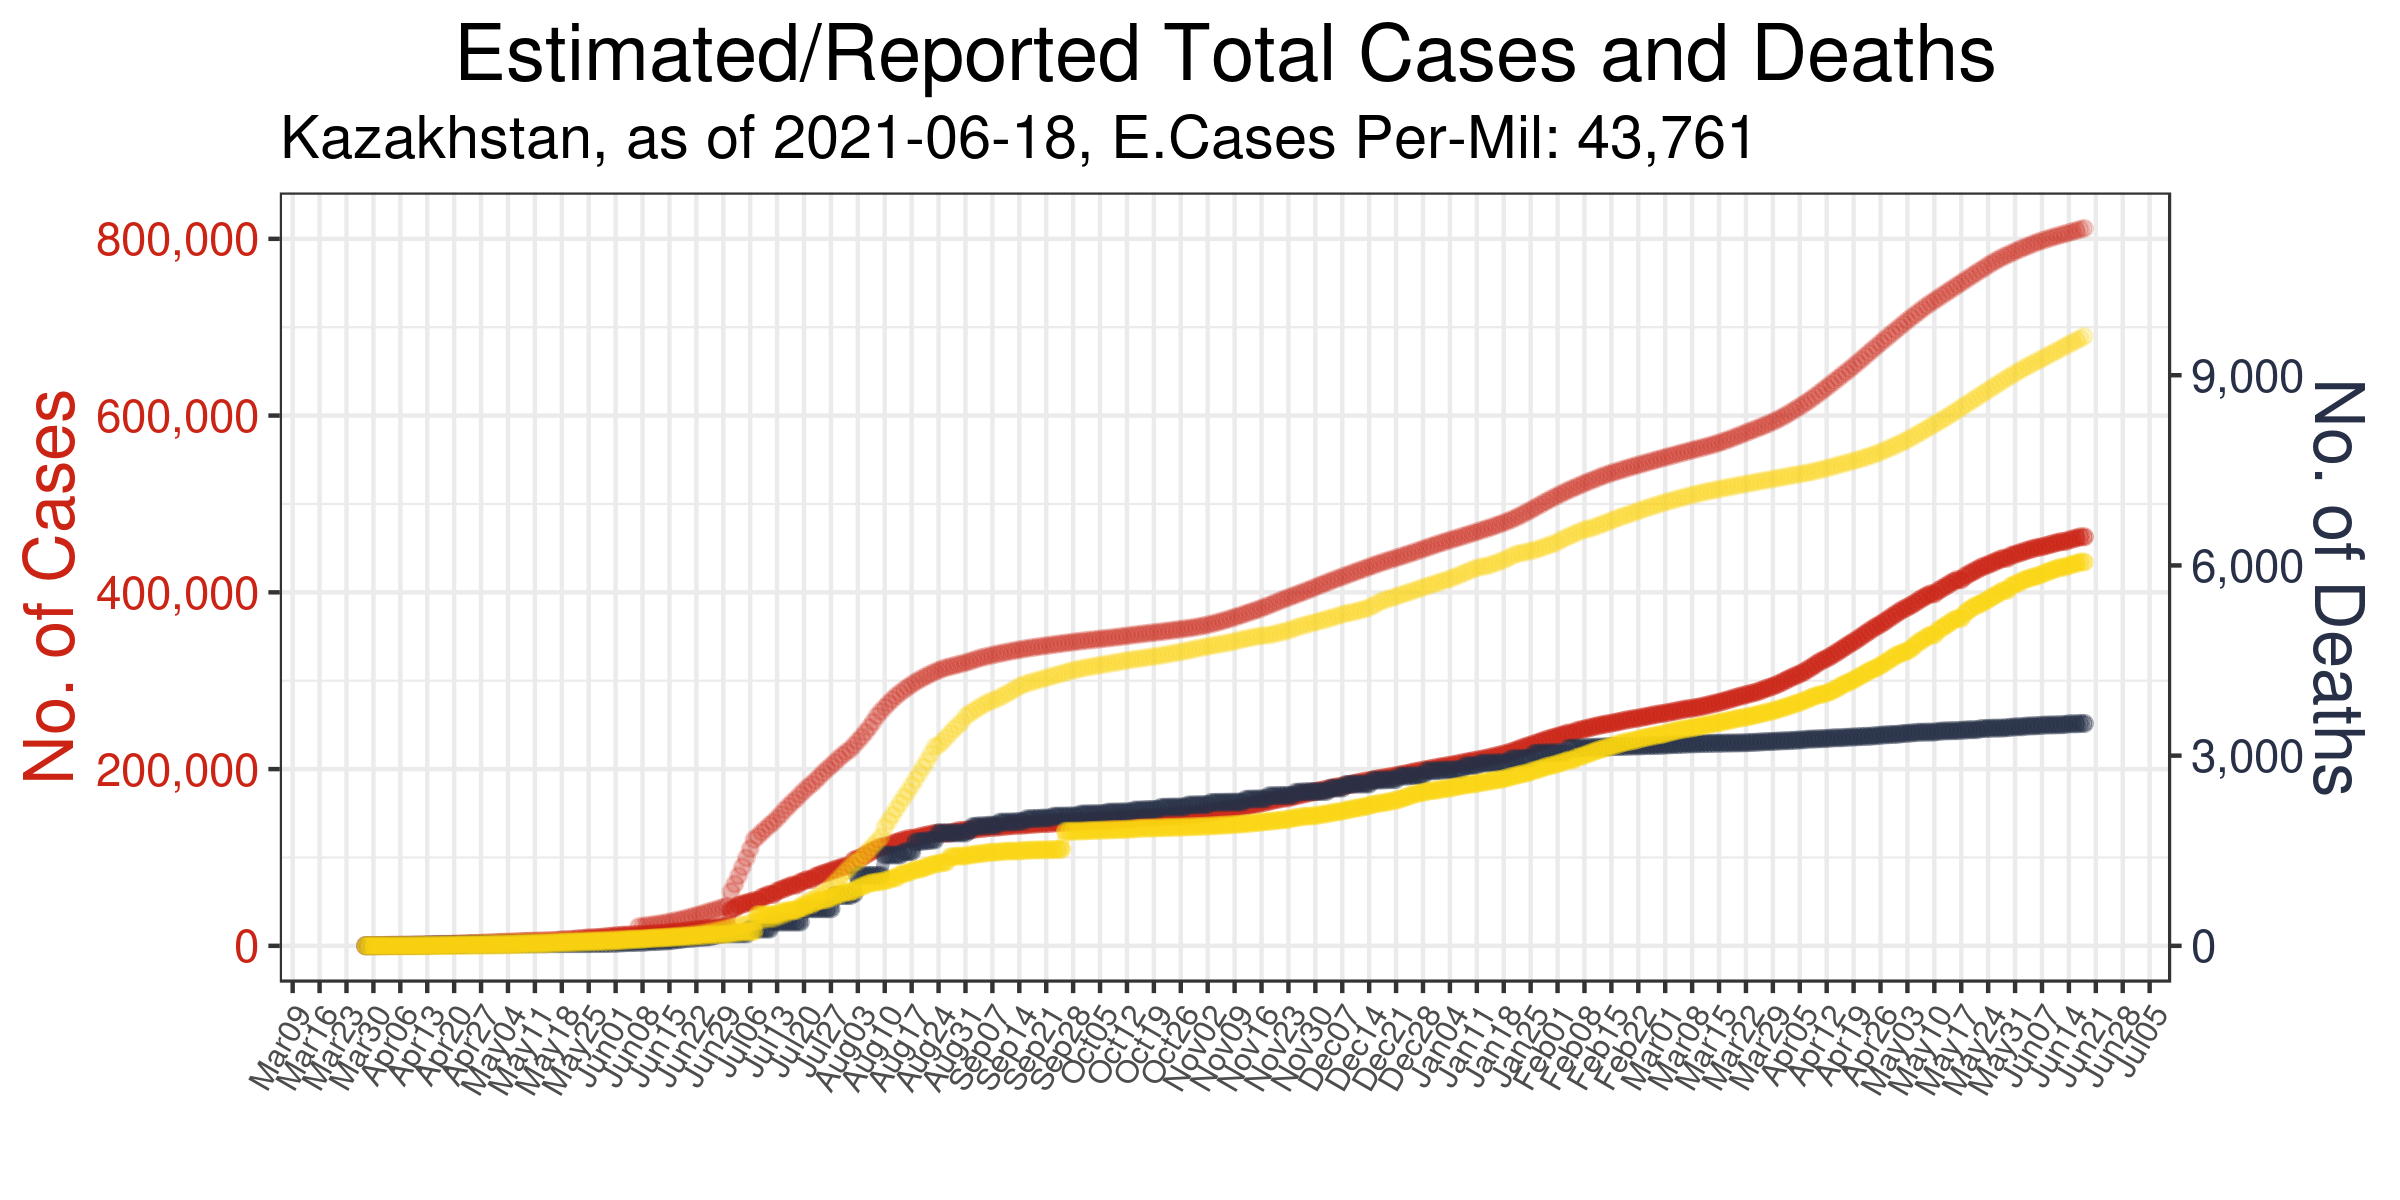 Estimated/Reported Total Cases and Deaths
Kazakhstan, as of 2021-06-18, E.Cases Per-Mil: 43,761
No. of Cases
800,000
600,000
400,000
200,000
0
9,000
6,000
3,000
0
No. of Deaths
Mar09
Mar16
Mar23
Mar30
Apr06
Apr13
Apr20
Apr27
May04
May11
May18
May25
Jun01
Jun08
Jun15
Jun22
Jun29
Jul06
Jul13
Jul20
Jul27
Aug03
Aug10
Aug17
Aug24
Aug31
Sep07
Sep14
Sep21
Sep28
Oct05
Oct12
Oct19
Oct26
Nov02
Nov09
Nov16
Nov23
Nov30
Dec07
Dec14
Dec21
Dec28
Jan04
Jan11
Jan18
Jan25
Feb01
Feb08
Feb15
Feb22
Mar01
Mar08
Mar15
Mar22
Mar29
Apr05
Apr12
Apr19
Apr26
May03
May10
May17
May24
May31
Jun07
Jun14
Jun21
Jun28
Jul05